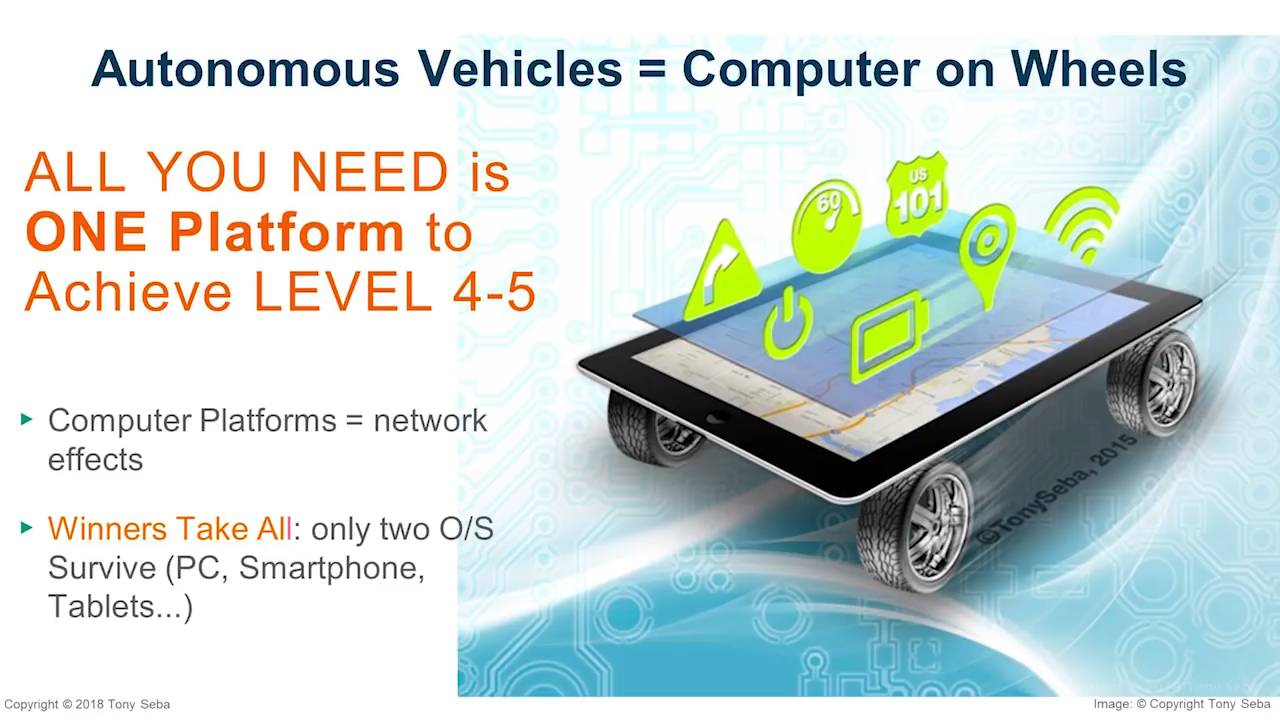 Autonomous Vehicles = Computer on Wheels
ALL YOU NEED is
ONE Platform to
Achieve LEVEL 4-5
60
US
101
Computer Platforms = network
effects
Winners Take All: only two O/S
Survive (PC, Smartphone,
Tablets...)
©TonySeba, 2015
Copyright © 2018 Tony Seba
Image: © Copyright Tony Seba